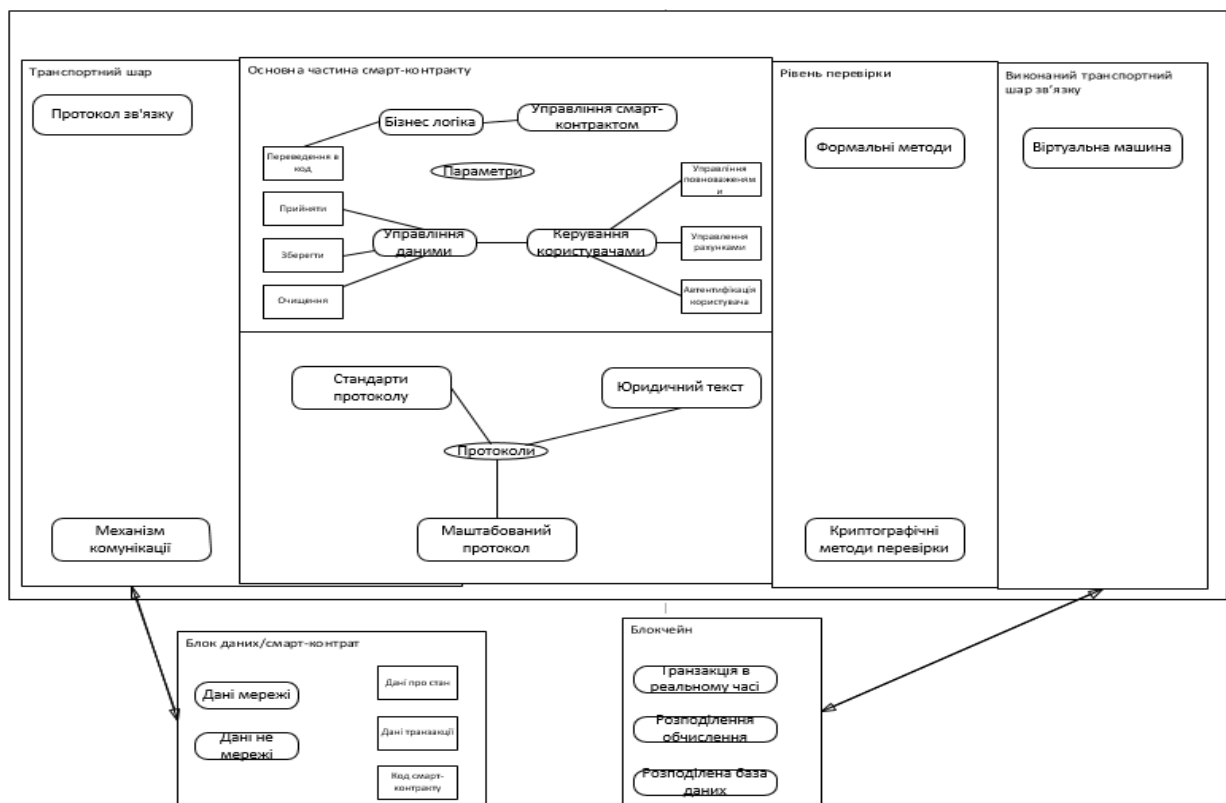 Транспортний шар
Протокол зв'язку
Механізм
комунікації
Основна частина смарт-контракту
Бізнес логіка
Управління смарт-
контрактом
Переведення в
код
Параметри
Прийняти
Зберегти
Очищення
Управління
даними
Керування
користувачами
Управління
повноваженям
и
Управлення
рахунками
Автентифікація
користувача
Стандарти
протоколу
Юридичний текст
Протоколи
Маштабований
протокол
Рівень перевірки
Формальні методи
Криптографічні
методи перевірки
Виконаний транспортний
шар зв'язку
Віртуальна машина
Блок даних/смарт-контрат
Дані мережі
Дані не
мережі
Дані про стан
Дані транзакції
Код смарт-
контракту
Блокчейн
Транзакція в
реальному часі
Розподілення
обчислення
Розподілена база
даних